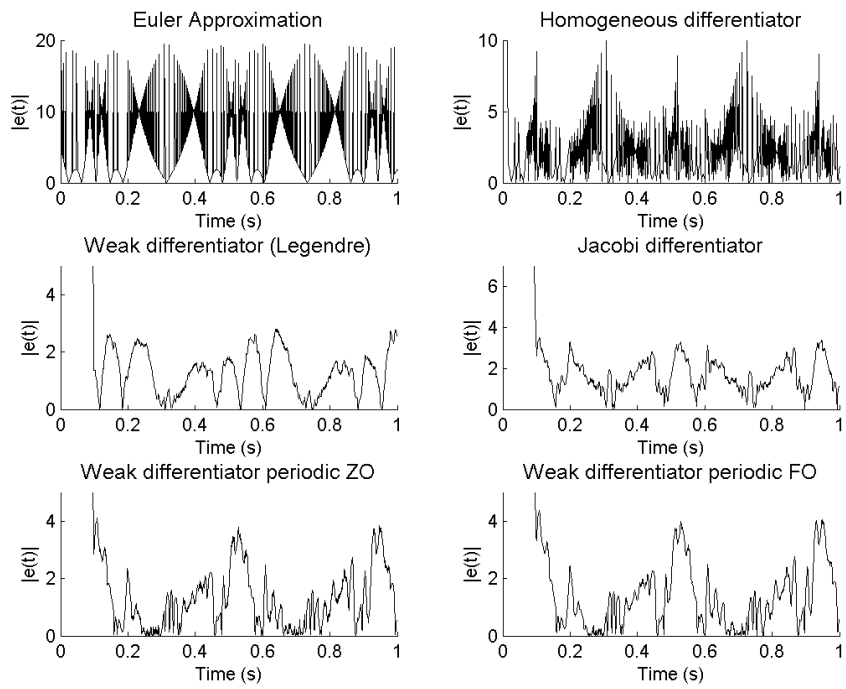 Euler Approximation
20
10
0
|e(t)|
0 0.2 0.4 0.6 0.8 1
Time (s)
Homogeneous differentiator
10
5
0
|e(t)|
0 0.2 0.4 0.6 0.8 1
Time (s)
Weak differentiator (Legendre)
4
2
0
|e(t)|
0 0.2 0.4 0.6 0.8 1
Time (s)
Jacobi differentiator
6
4
2
0
|e(t)|
0 0.2 0.4 0.6 0.8 1
Time (s)
Weak differentiator periodic ZO
4
2
0
|e(t)|
0 0.2 0.4 0.6 0.8 1
Time (s)
Weak differentiator periodic FO
4
2
0
|e(t)|
0 0.2 0.4 0.6 0.8 1
Time (s)